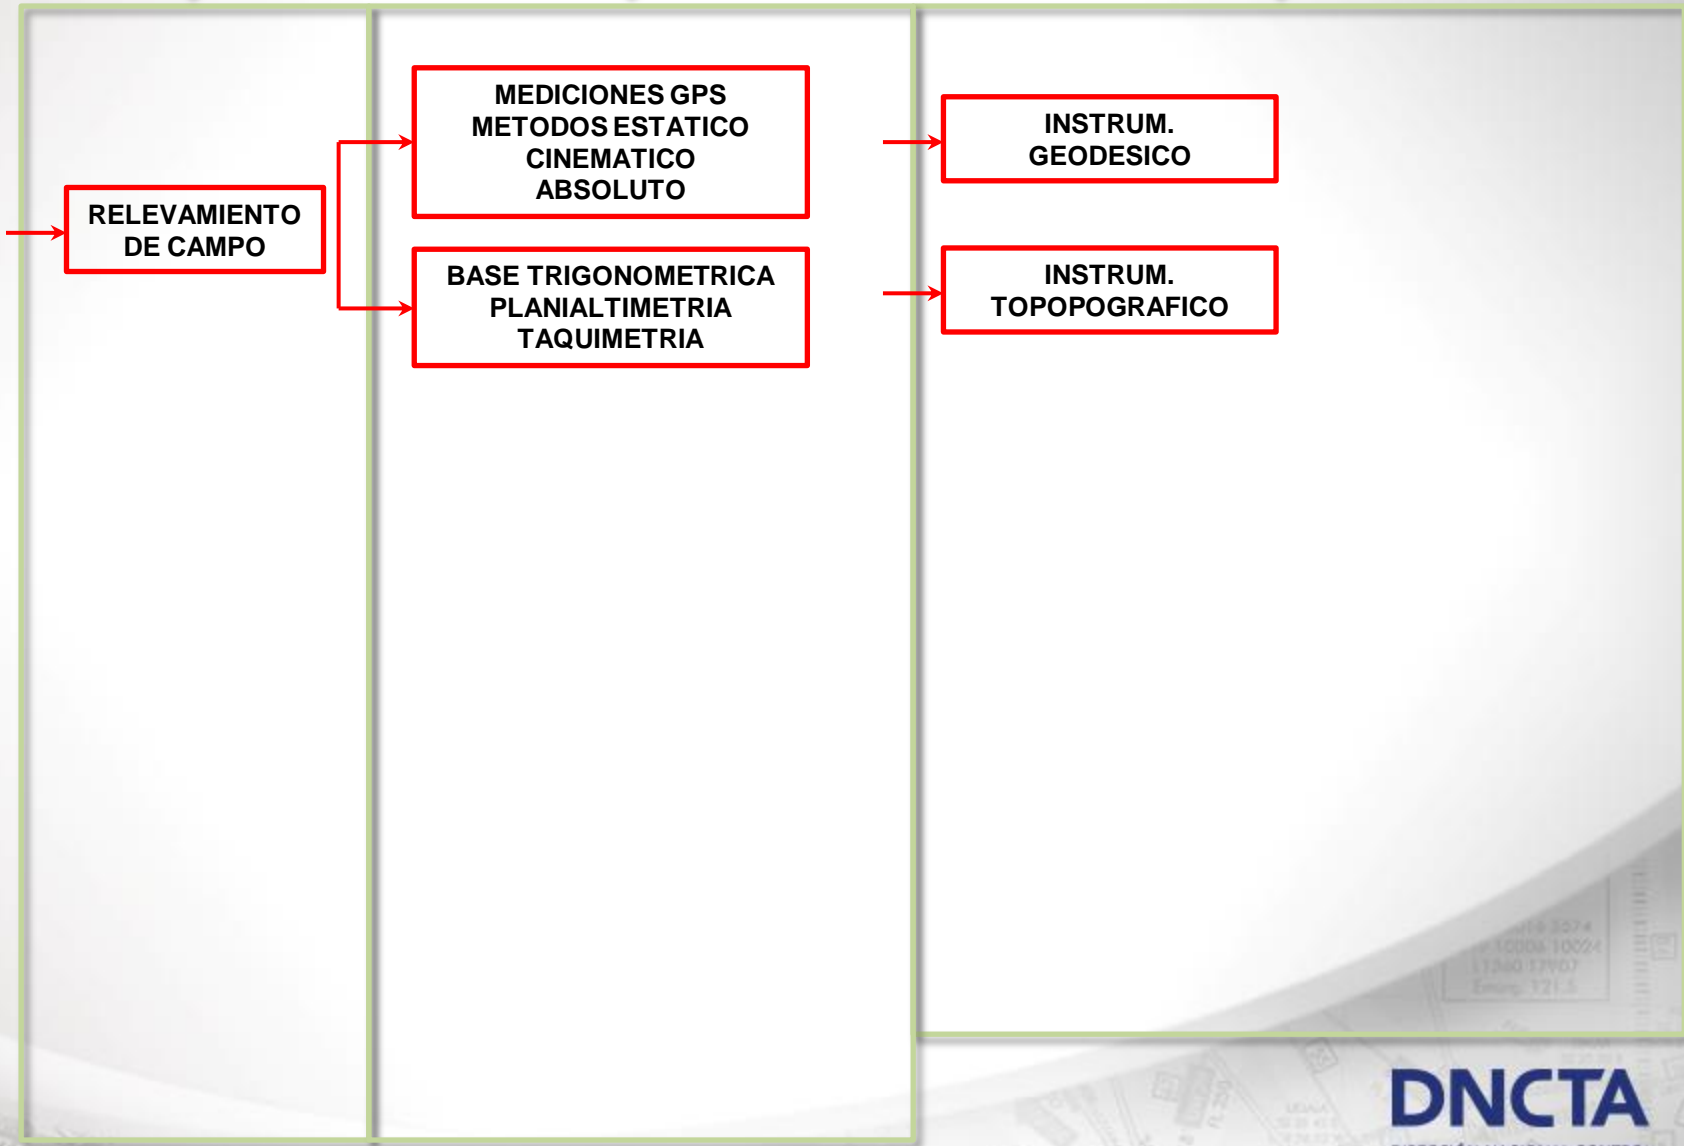 RELEVAMIENTO
DE CAMPO
MEDICIONES GPS
METODOS ESTATICO
CINEMATICO
ABSOLUTO
BASE TRIGONOMETRICA
PLANIALTIMETRIA
TAQUIMETRIA
INSTRUM.
GEODESICO
INSTRUM.
TOPOPOGRAFICO
DNCTA